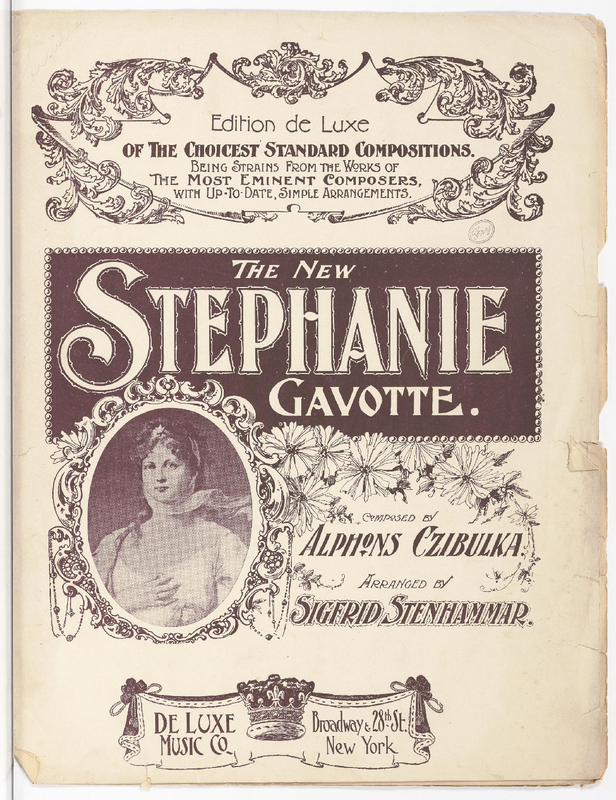 Edition de Luxe
OF THE CHOICEST STANDARD COMPOSITIONS.
BEING STRAINS FROM THE WORKS OF
THE MOST EMINENT COMPOSERS,
WITH UP-TO-DATE, SIMPLE ARRANGEMENTS.
THE NEW
STEPHANIE
GAVOTTE.
COMPOSED BY
ALPHONS CZIBULKA.
ARRANGED BY
SIGFRID STENHAMMAR.
DE LUXE
MUSIC CO.
Broadway & 28th St.
New York